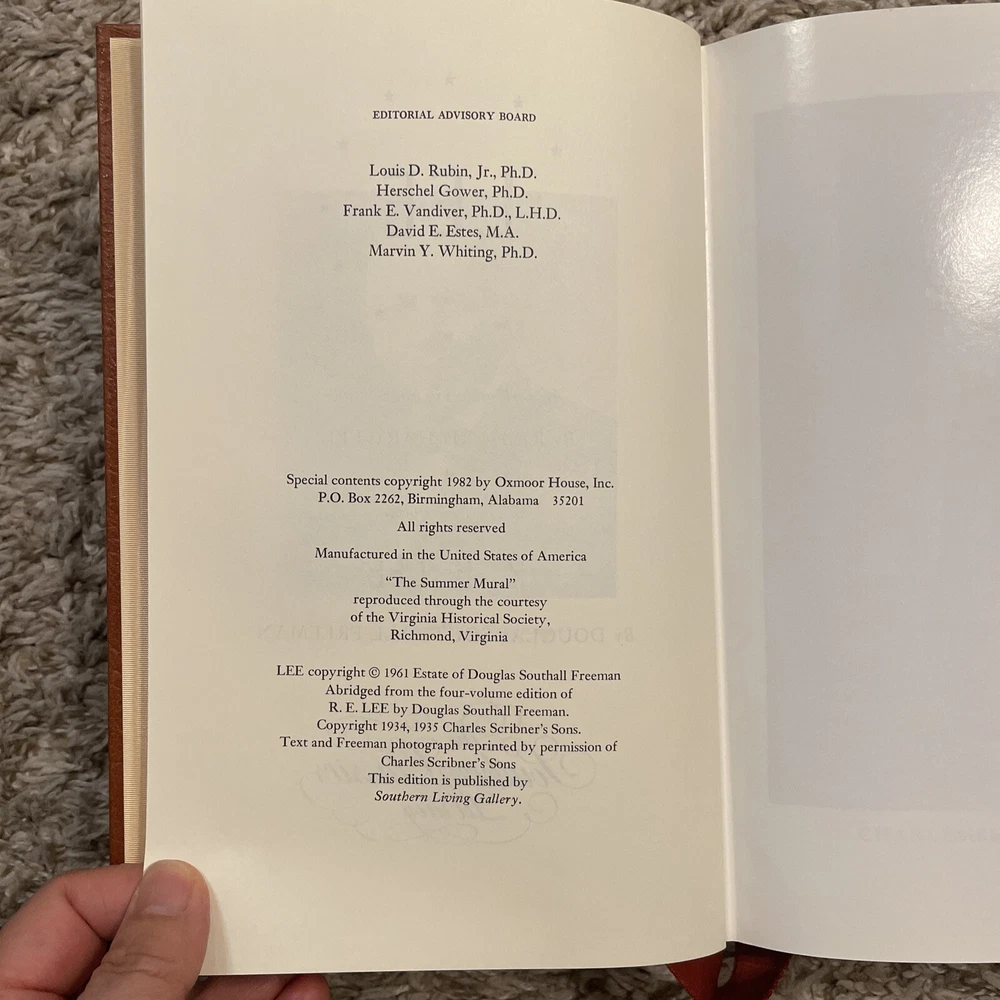 EDITORIAL ADVISORY BOARD
Louis D. Rubin, Jr., Ph.D.
Herschel Gower, Ph.D.
Frank E. Vandiver, Ph.D., L.H.D.
David E. Estes, M.A.
Marvin Y. Whiting, Ph.D.
Special contents copyright 1982 by Oxmoor House, Inc.
P.O. Box 2262, Birmingham, Alabama 35201
All rights reserved
Manufactured in the United States of America
“The Summer Mural”
reproduced through the courtesy
of the Virginia Historical Society,
Richmond, Virginia
LEE copyright © 1961 Estate of Douglas Southall Freeman
Abridged from the four-volume edition of
R. E. LEE by Douglas Southall Freeman.
Copyright 1934, 1935 Charles Scribner’s Sons.
Text and Freeman photograph reprinted by permission of
Charles Scribner’s Sons
This edition is published by
Southern Living Gallery.